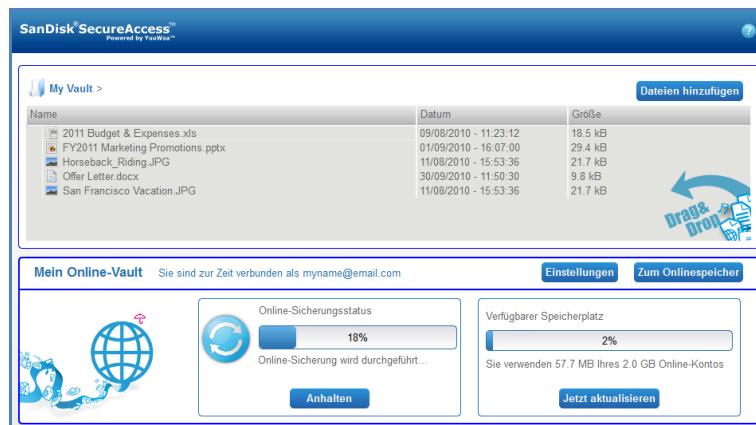 SanDisk® SecureAccess™
Powered by YuuWaa™
?
My Vault >
Dateien hinzufügen
Name Datum Größe
2011 Budget & Expenses.xls 09/08/2010 - 11:23:12 18.5 kB
FY2011 Marketing Promotions.pptx 01/09/2010 - 16:07:00 29.4 kB
Horseback_Riding.JPG 11/08/2010 - 15:53:36 21.7 kB
Offer Letter.docx 30/09/2010 - 11:50:30 9.8 kB
San Francisco Vacation.JPG 11/08/2010 - 15:53:36 21.7 kB
Drag&
Drop
Mein Online-Vault Sie sind zur Zeit verbunden als myname@email.com
Einstellungen
Zum Onlinespeicher
Online-Sicherungsstatus
18%
Online-Sicherung wird durchgeführt...
Anhalten
Verfügbarer Speicherplatz
2%
Sie verwenden 57.7 MB Ihres 2.0 GB Online-Kontos
Jetzt aktualisieren